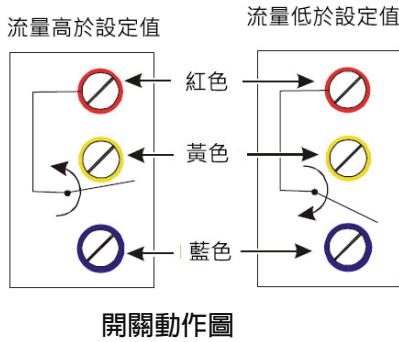 流量高於設定值
流量低於設定值
紅色
黃色
藍色
開關動作圖